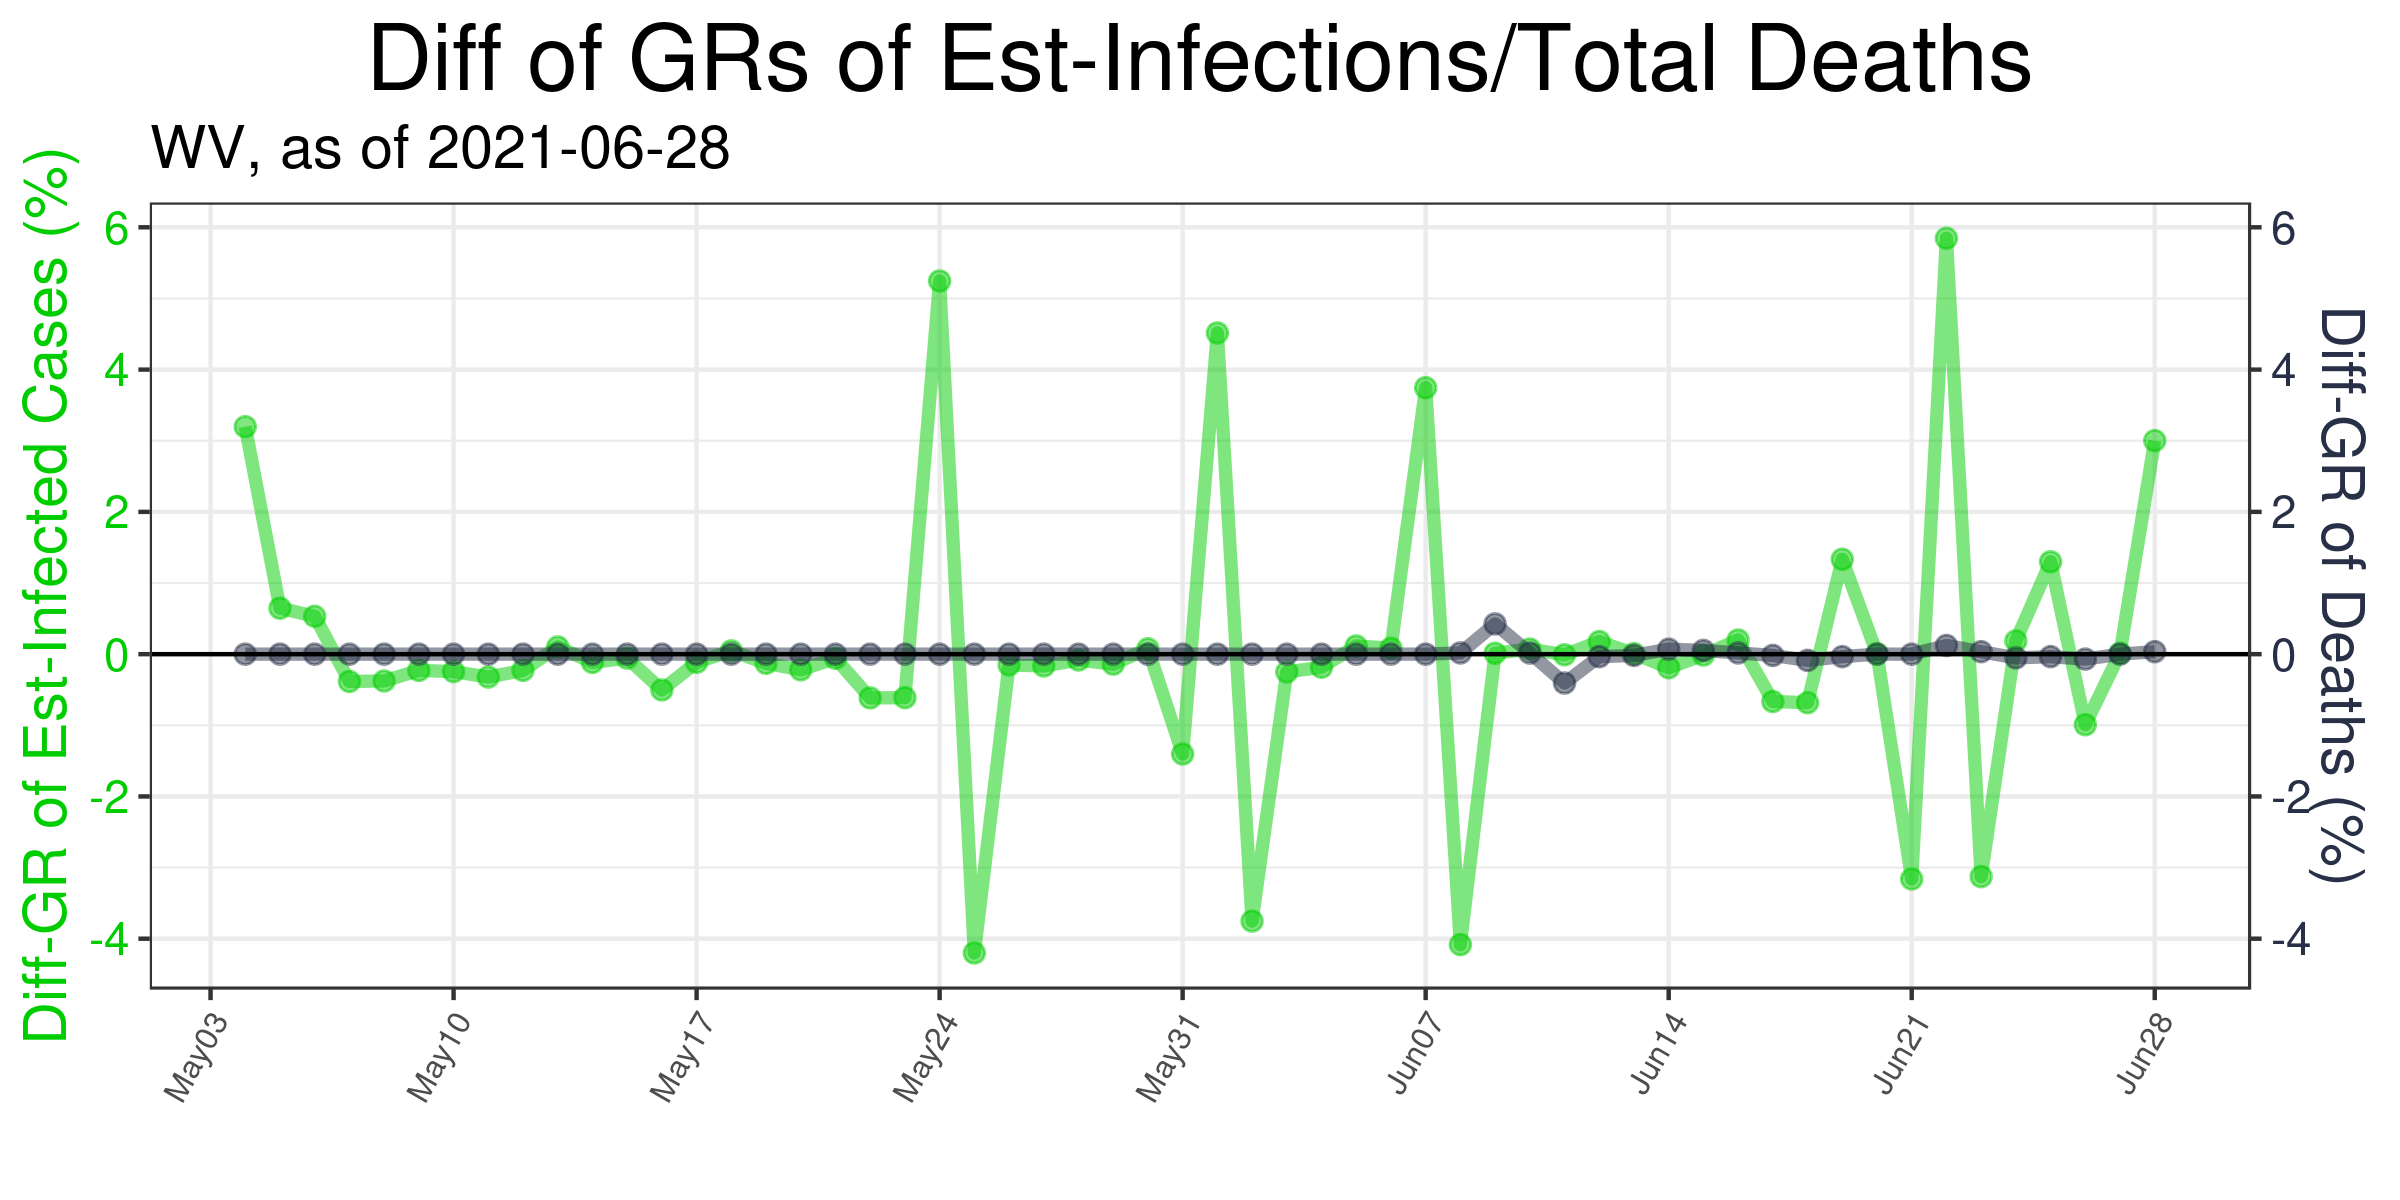 Diff of GRs of Est-Infections/Total Deaths
WV, as of 2021-06-28
Diff-GR of Est-Infected Cases (%)
6
4
2
0
-2
-4
6
4
2
0
-2
-4
Diff-GR of Deaths (%)
May03
May10
May17
May24
May31
Jun07
Jun14
Jun21
Jun28